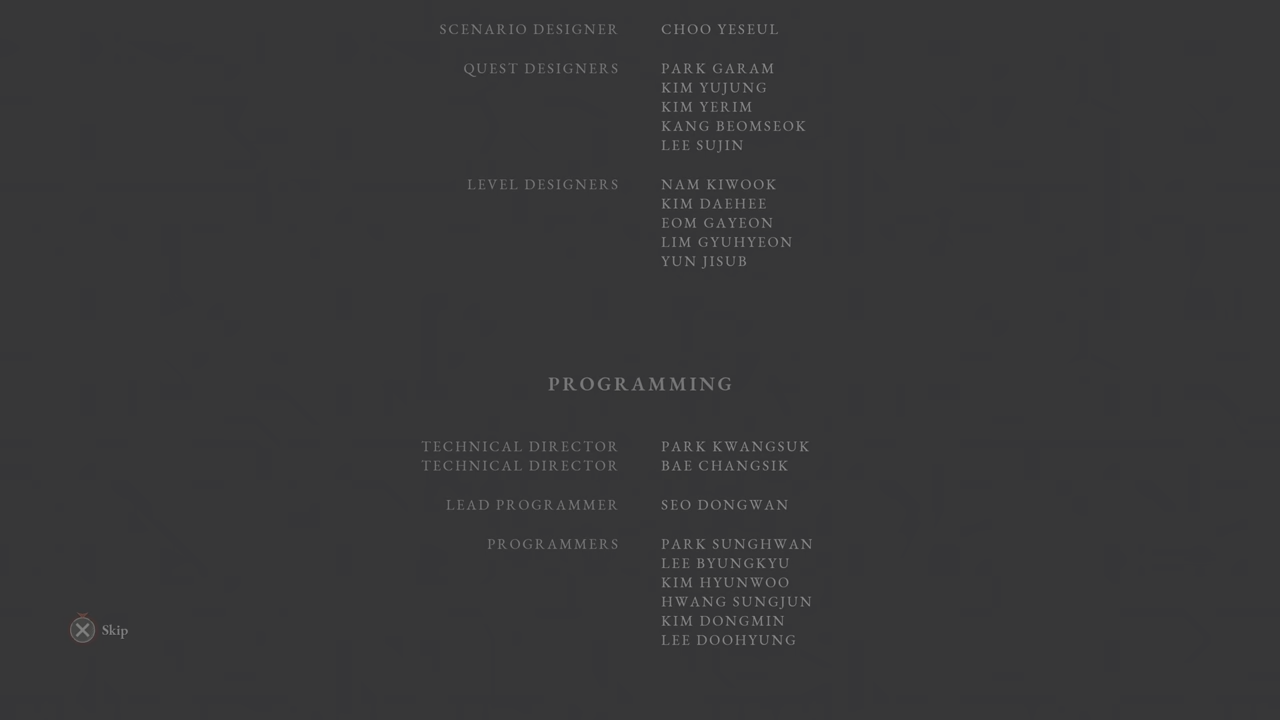 SCENARIO DESIGNER CHOO YESEUL
QUEST DESIGNERS PARK GARAM
KIM YUJUNG
KIM YERIM
KANG BEOMSEOK
LEE SUJIN
LEVEL DESIGNERS NAM KIWOOK
KIM DAEHEE
EOM GAYEON
LIM GYUHYEON
YUN JISUB
PROGRAMMING
TECHNICAL DIRECTOR PARK KWANGSUK
TECHNICAL DIRECTOR BAE CHANGSIK
LEAD PROGRAMMER SEO DONGWAN
PROGRAMMERS PARK SUNGHWAN
LEE BYUNGKYU
KIM HYUNWOO
HWANG SUNGJUN
KIM DONGMIN
LEE DOOHYUNG
Skip